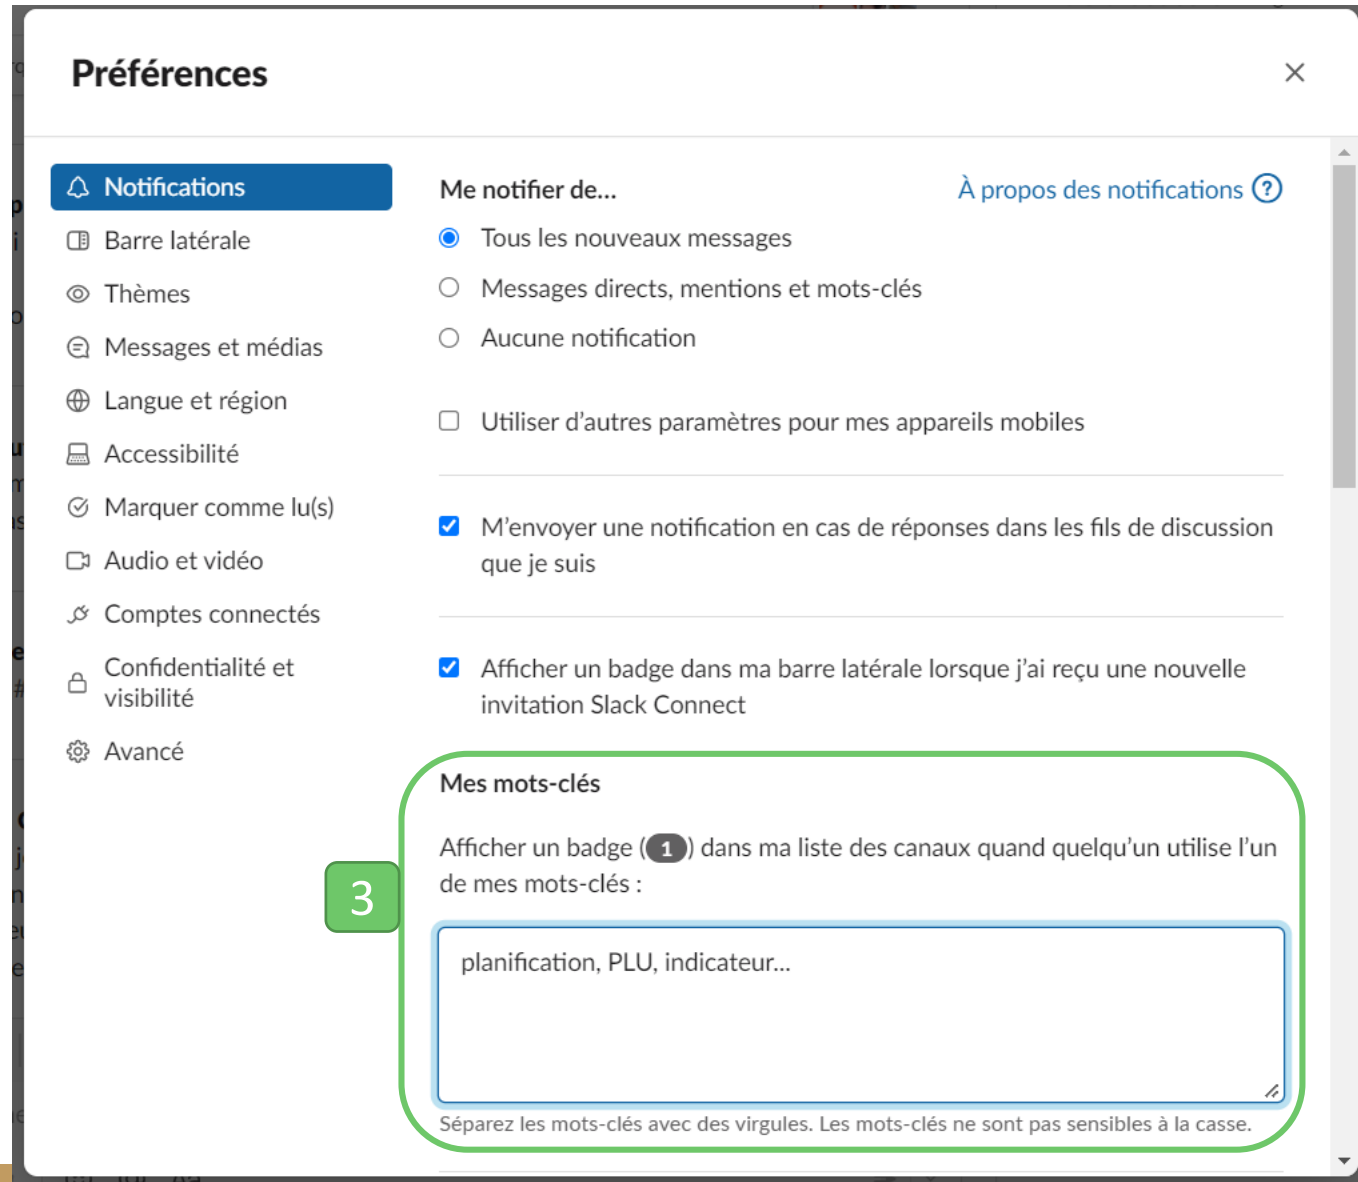 Préférences
Notifications
Barre latérale
Thèmes
Messages et médias
Langue et région
Accessibilité
Marquer comme lu(s)
Audio et vidéo
Comptes connectés
Confidentialité et
visibilité
Avancé
Me notifier de...
À propos des notifications
Tous les nouveaux messages
Messages directs, mentions et mots-clés
Aucune notification
Utiliser d’autres paramètres pour mes appareils mobiles
M’envoyer une notification en cas de réponses dans les fils de discussion
que je suis
Afficher un badge dans ma barre latérale lorsque j’ai reçu une nouvelle
invitation Slack Connect
3
Mes mots-clés
Afficher un badge (1) dans ma liste des canaux quand quelqu’un utilise l’un
de mes mots-clés :
planification, PLU, indicateur...
Séparez les mots-clés avec des virgules. Les mots-clés ne sont pas sensibles à la casse.